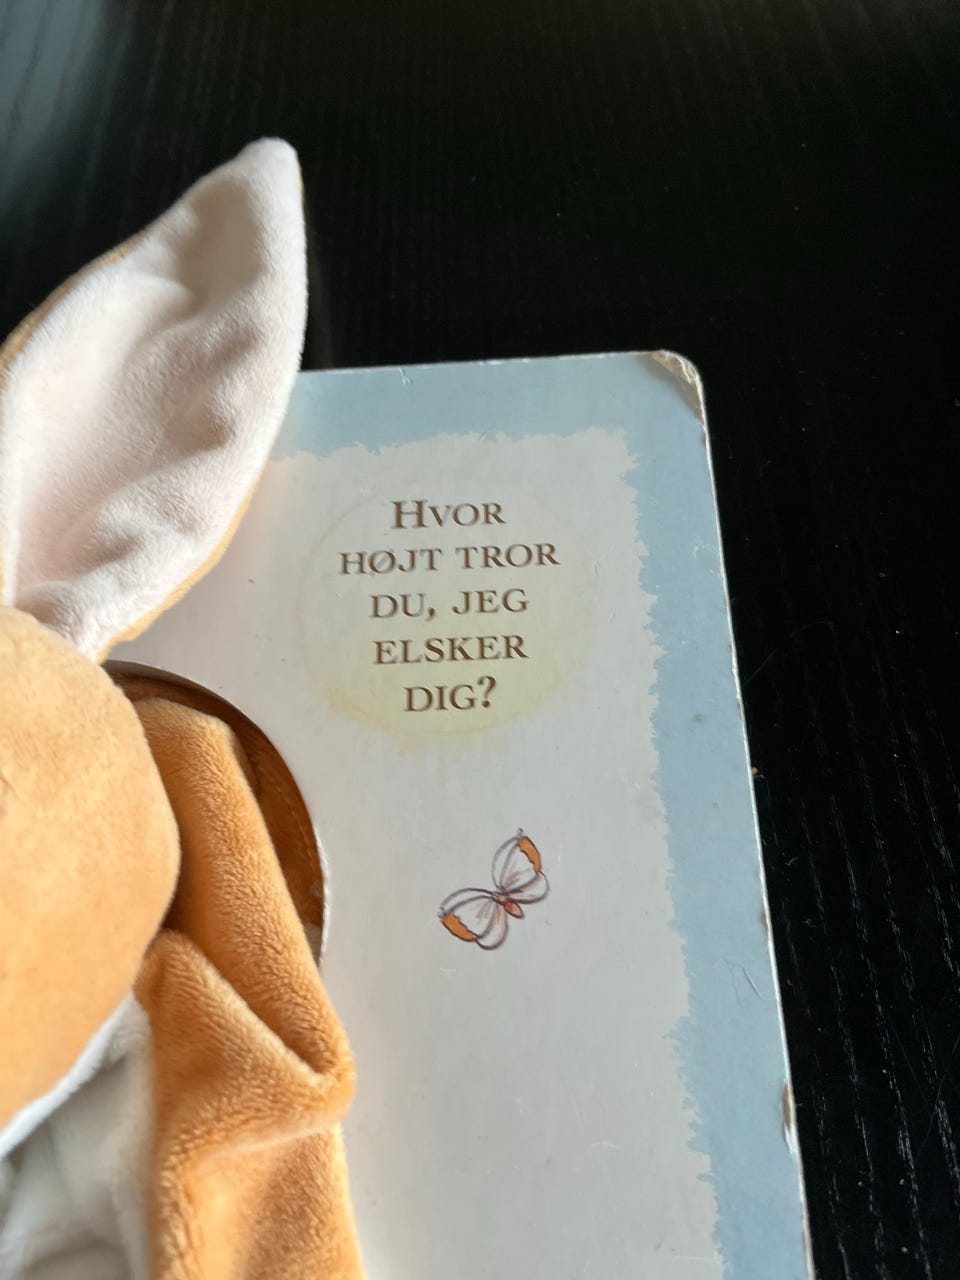 HVOR
HØJT TROR
DU, JEG
ELSKER
DIG?